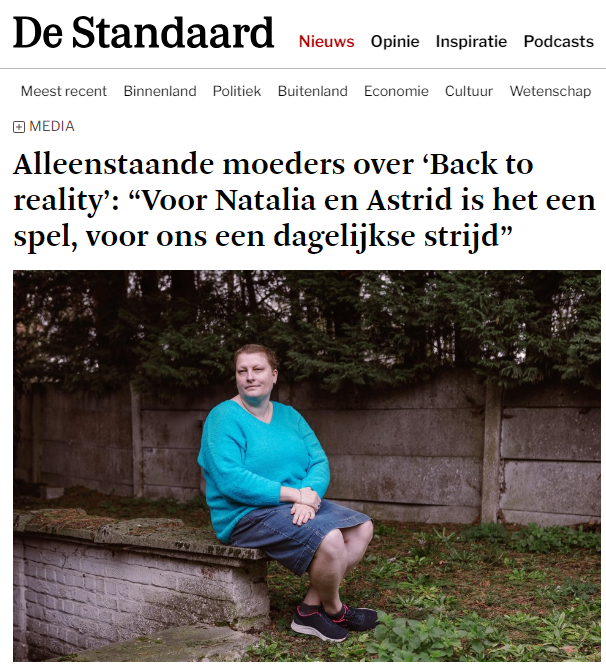 De Standaard
Nieuws Opinie Inspiratie Podcasts
Meest recent Binnenland Politiek Buitenland Economie Cultuur Wetenschap
MEDIA
Alleenstaande moeders over ‘Back to
reality’: “Voor Natalia en Astrid is het een
spel, voor ons een dagelijkse strijd”